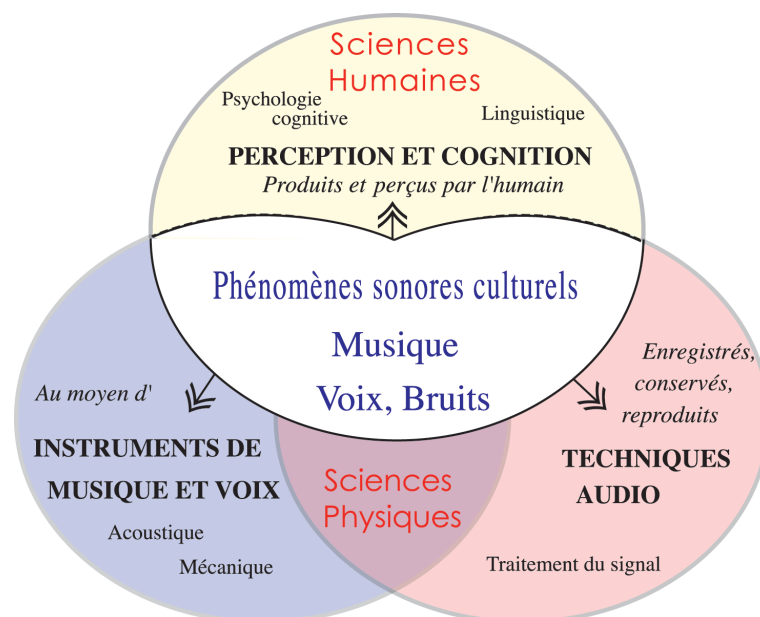 Sciences
Humaines
Psychologie
cognitive
Linguistique
PERCEPTION ET COGNITION
Produits et perçus par l'humain
Phénomènes sonores culturels
Musique
Voix, Bruits
Au moyen d'
INSTRUMENTS DE
MUSIQUE ET VOIX
Acoustique
Mécanique
Sciences
Physiques
Enregistrés,
conservés,
reproduits
TECHNIQUES
AUDIO
Traitement du signal